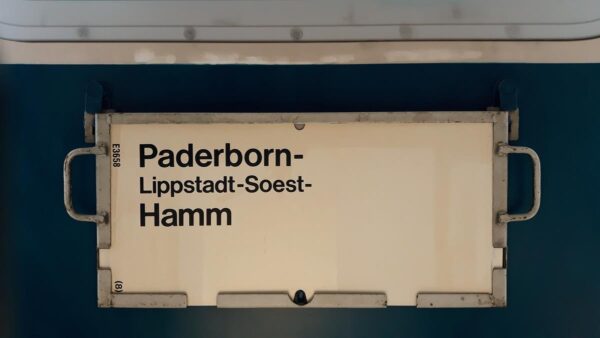 E3658
Paderborn-
Lippstadt-Soest-
Hamm
(8)